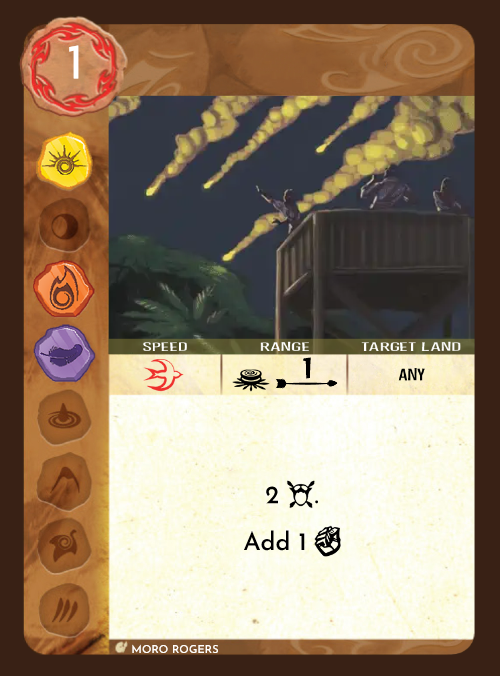 1
SPEED RANGE TARGET LAND
1 ANY
2 .
Add 1
MORO ROGERS